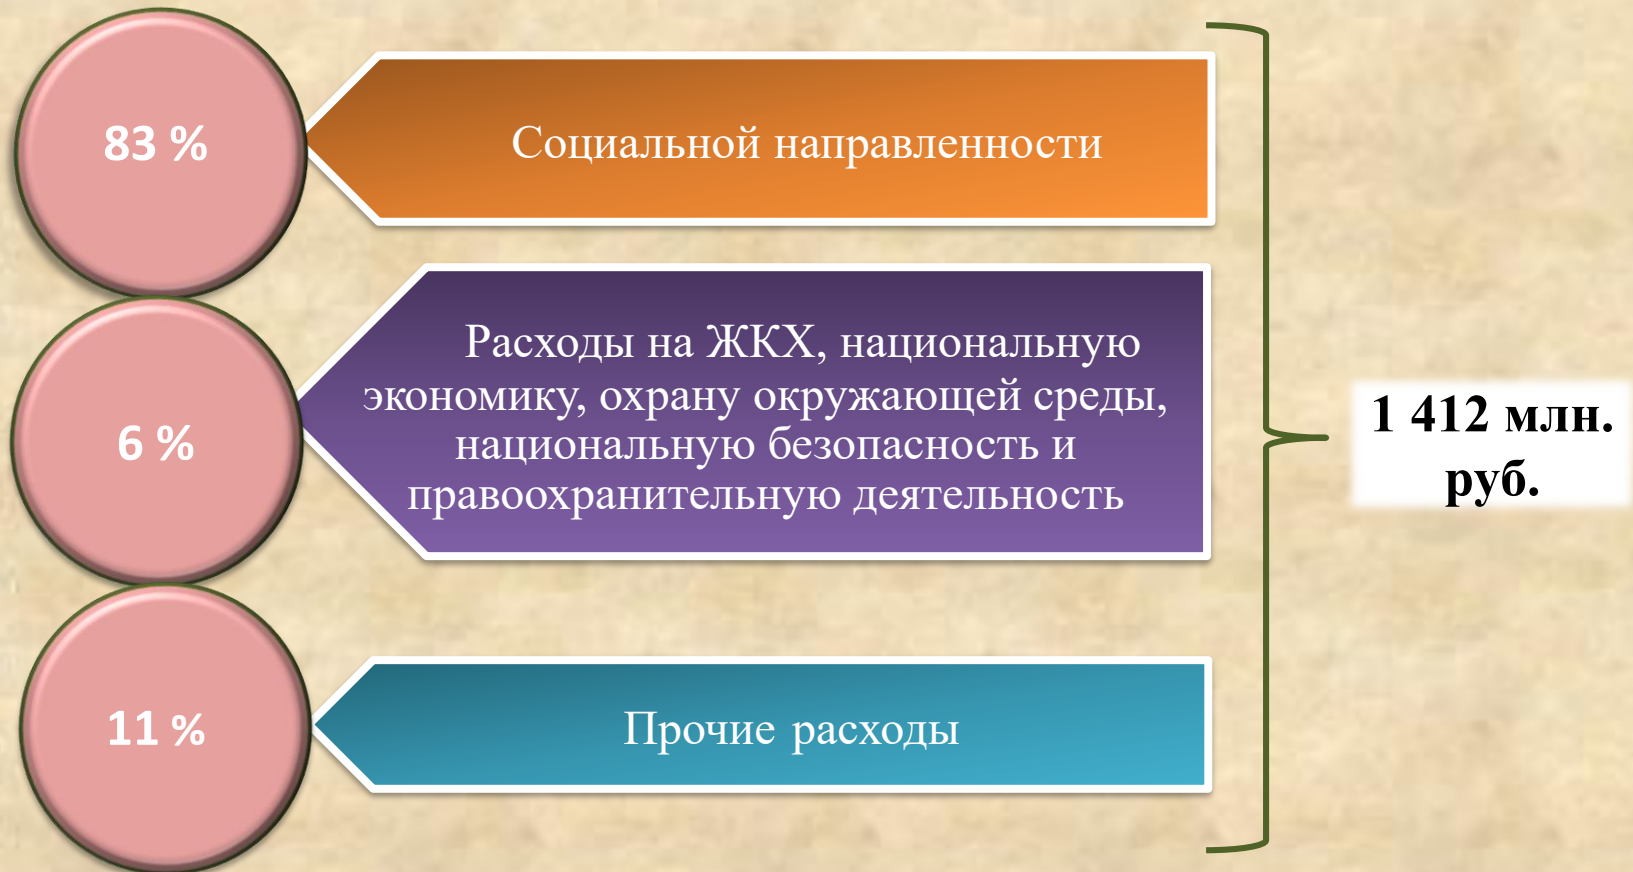 83 %
Социальной направленности
6 %
Расходы на ЖКХ, национальную
экономику, охрану окружающей среды,
национальную безопасность и
правоохранительную деятельность
11 %
Прочие расходы
1 412 млн.
руб.